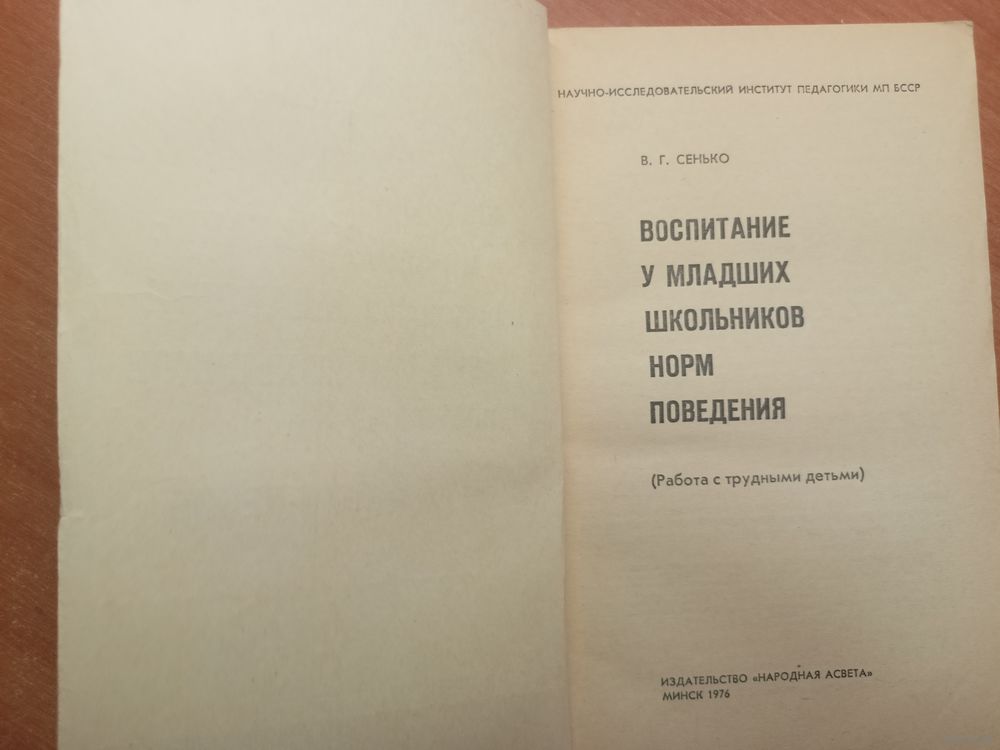 НАУЧНО-ИССЛЕДОВАТЕЛЬСКИЙ ИНСТИТУТ ПЕДАГОГИКИ МП БССР
В. Г. СЕНЬКО
ВОСПИТАНИЕ
У МЛАДШИХ
ШКОЛЬНИКОВ
НОРМ
ПОВЕДЕНИЯ
(Работа с трудными детьми)
ИЗДАТЕЛЬСТВО «НАРОДНАЯ АСВЕТА»
МИНСК 1976